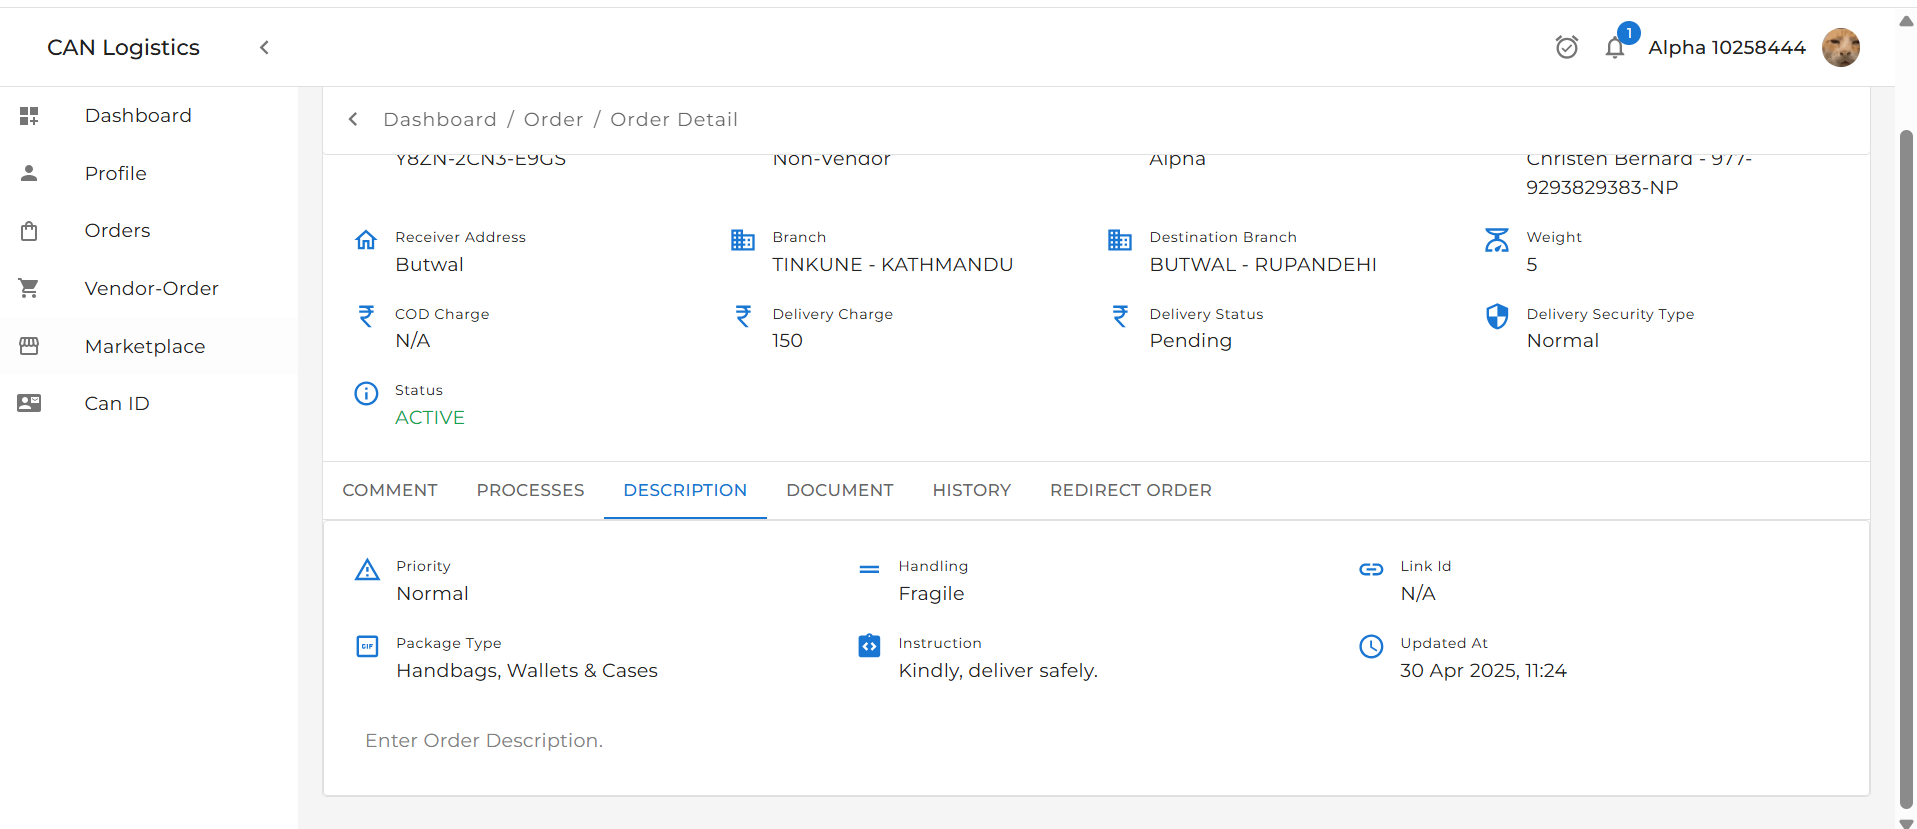 CAN Logistics
1
Alpha 10258444
Dashboard
Profile
Orders
Vendor-Order
Marketplace
Can ID
Dashboard / Order / Order Detail
Y8ZN-2CN3-E9GS
Non-Vendor
Alpha
Christen Bernard - 977-
9293829383-NP
Receiver Address
Butwal
Branch
TINKUNE - KATHMANDU
Destination Branch
BUTWAL - RUPANDEHI
Weight
5
COD Charge
N/A
Delivery Charge
150
Delivery Status
Pending
Delivery Security Type
Normal
Status
ACTIVE
COMMENT PROCESSES DESCRIPTION DOCUMENT HISTORY REDIRECT ORDER
Priority
Normal
Handling
Fragile
Link Id
N/A
GIF
Package Type
Handbags, Wallets & Cases
Instruction
Kindly, deliver safely.
Updated At
30 Apr 2025, 11:24
Enter Order Description.